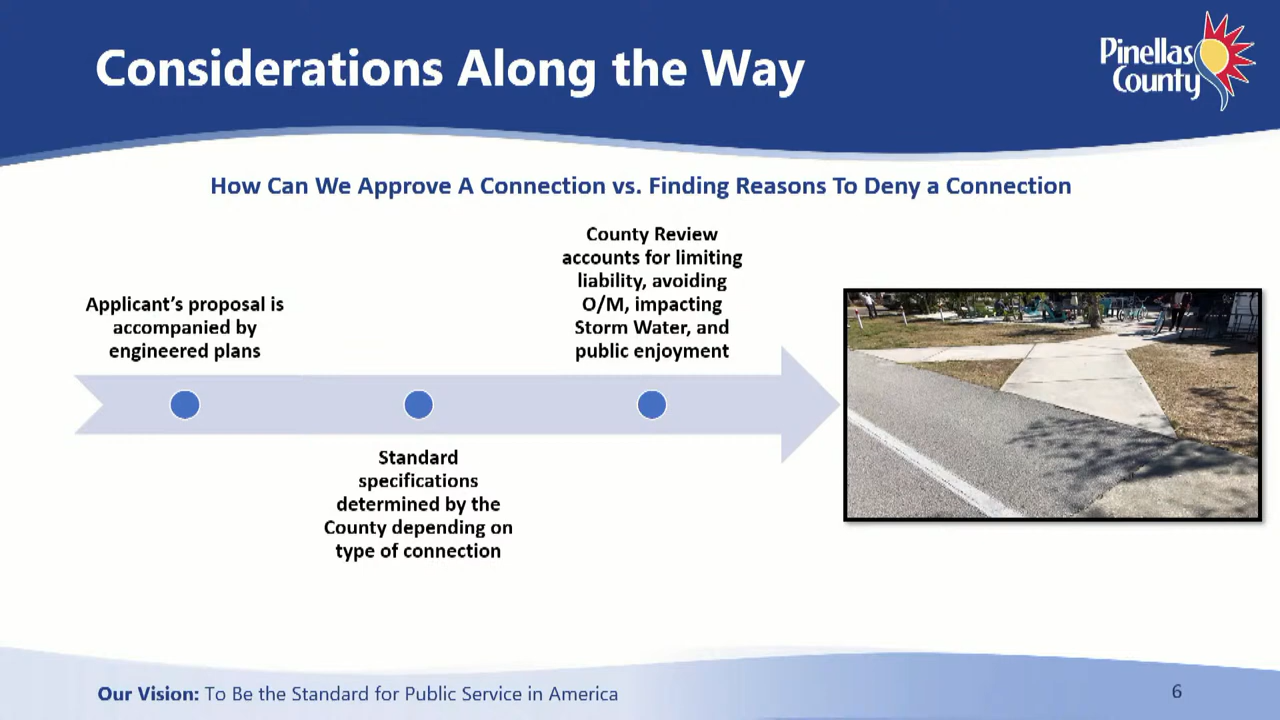 Considerations Along the Way
Pinellas
County
How Can We Approve A Connection vs. Finding Reasons To Deny a Connection
Applicant's proposal is
accompanied by
engineered plans
Standard
specifications
determined by the
County depending on
type of connection
County Review
accounts for limiting
liability, avoiding
O/M, impacting
Storm Water, and
public enjoyment
Our Vision: To Be the Standard for Public Service in America
6